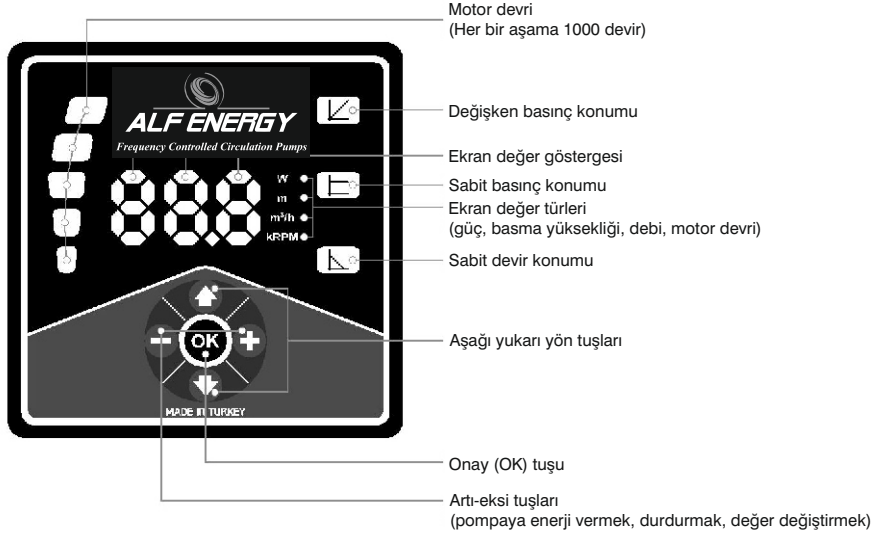 Motor devri
(Her bir aşama 1000 devir)
ALF ENERGY
Frequency Controlled Circulation Pumps
Değişken basınç konumu
Ekran değer göstergesi
88.8
W
m
m³/h
kRPM
Sabit basınç konumu
Ekran değer türleri
(güç, basma yüksekliği, debi, motor devri)
Sabit devir konumu
OK
Aşağı yukarı yön tuşları
MADE IN TURKEY
Onay (OK) tuşu
Artı-eksi tuşları
(pompaya enerji vermek, durdurmak, değer değiştirmek)